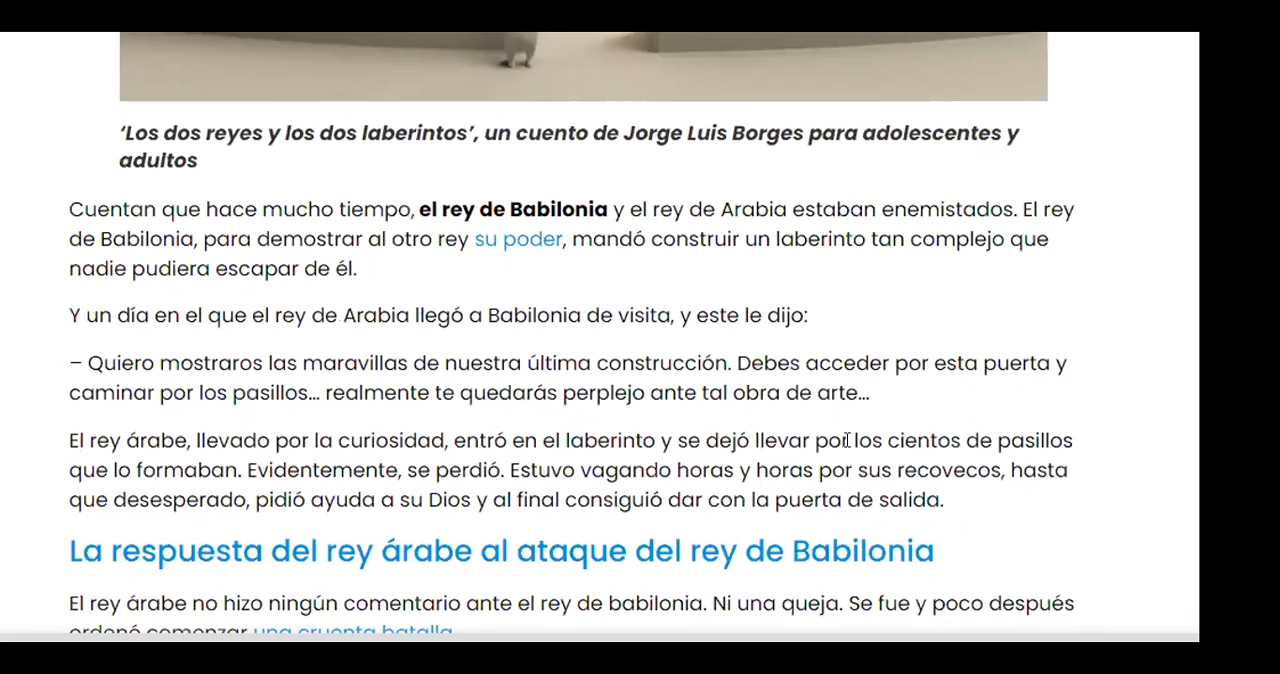 ‘Los dos reyes y los dos laberintos’, un cuento de Jorge Luis Borges para adolescentes y
adultos
Cuentan que hace mucho tiempo, el rey de Babilonia y el rey de Arabia estaban enemistados. El rey
de Babilonia, para demostrar al otro rey su poder, mandó construir un laberinto tan complejo que
nadie pudiera escapar de él.
Y un día en el que el rey de Arabia llegó a Babilonia de visita, y este le dijo:
– Quiero mostraros las maravillas de nuestra última construcción. Debes acceder por esta puerta y
caminar por los pasillos… realmente te quedarás perplejo ante tal obra de arte…
El rey árabe, llevado por la curiosidad, entró en el laberinto y se dejó llevar por los cientos de pasillos
que lo formaban. Evidentemente, se perdió. Estuvo vagando horas y horas por sus recovecos, hasta
que desesperado, pidió ayuda a su Dios y al final consiguió dar con la puerta de salida.
La respuesta del rey árabe al ataque del rey de Babilonia
El rey árabe no hizo ningún comentario ante el rey de babilonia. Ni una queja. Se fue y poco después
ordenó comenzar una cruenta batalla.